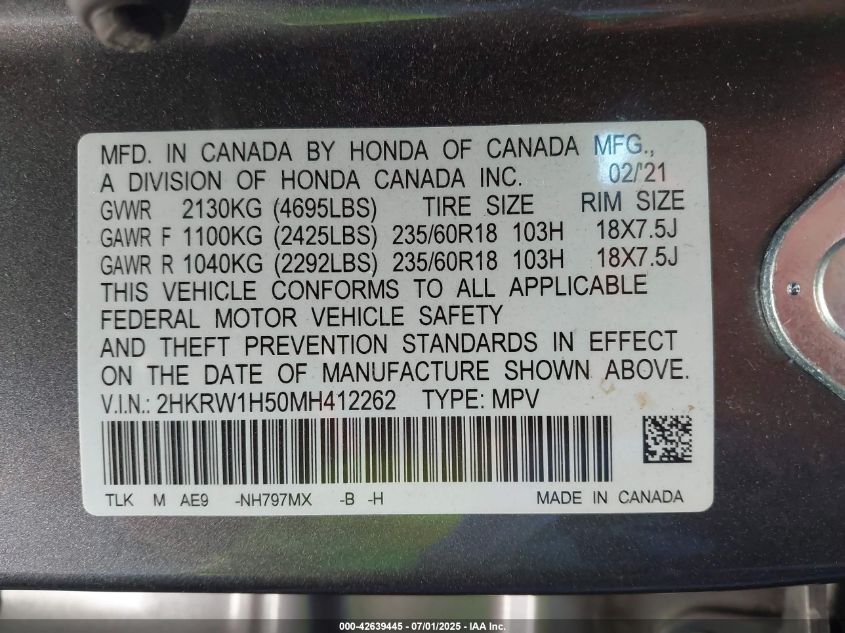 MFD. IN CANADA BY HONDA OF CANADA MFG.,
A DIVISION OF HONDA CANADA INC. 02/'21
GVWR 2130KG (4695LBS) TIRE SIZE RIM SIZE
GAWR F 1100KG (2425LBS) 235/60R18 103H 18X7.5J
GAWR R 1040KG (2292LBS) 235/60R18 103H 18X7.5J
THIS VEHICLE CONFORMS TO ALL APPLICABLE
FEDERAL MOTOR VEHICLE SAFETY
AND THEFT PREVENTION STANDARDS IN EFFECT
ON THE DATE OF MANUFACTURE SHOWN ABOVE.
V.I.N.: 2HKRW1H50MH412262 TYPE: MPV
TLK M AE9 -NH797MX -B -H MADE IN CANADA
000-42639445 - 07/01/2025 - IAA Inc.